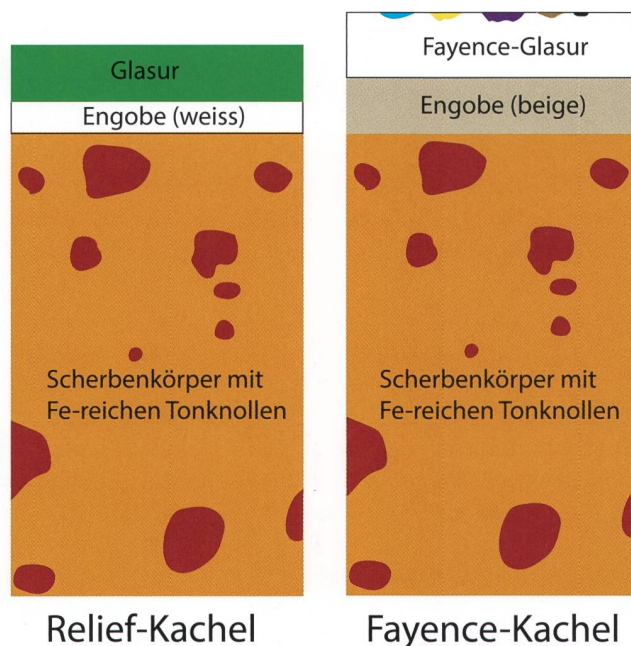 Glasur
Engobe (weiss)
Scherbenkörper mit
Fe-reichen Tonknollen
Relief-Kachel
Fayence-Glasur
Engobe (beige)
Scherbenkörper mit
Fe-reichen Tonknollen
Fayence-Kachel